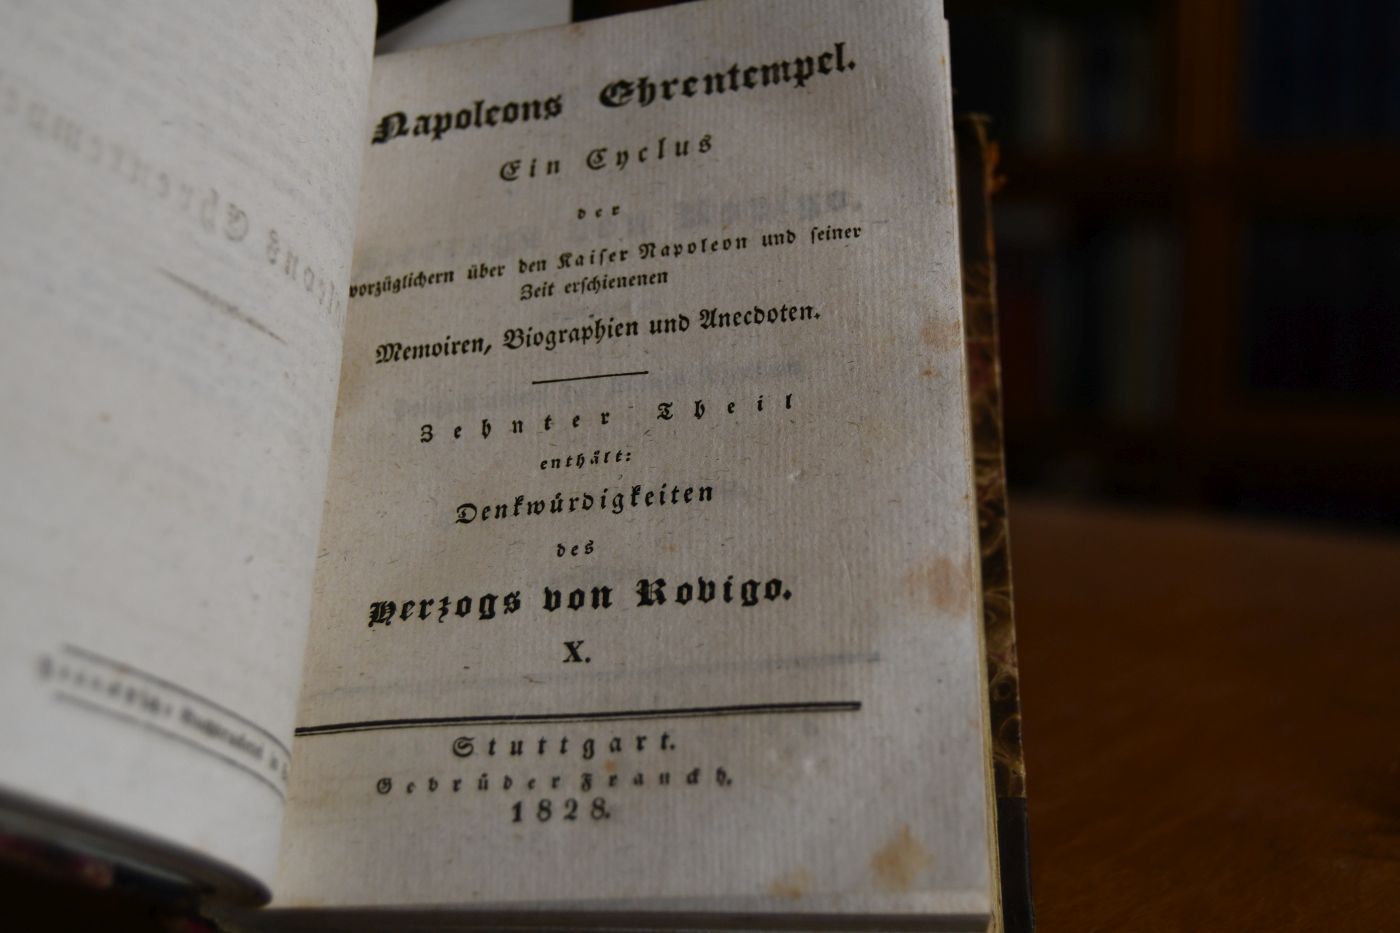 Napoleons Ehrentempel.
Ein Cyclus
der
vorzüglichern über den Kaiſer Napoleon und ſeiner
Zeit erſchienenen
Memoiren, Biographien und Anecdoten.
Zehnter Theil
enthält:
Denkwürdigkeiten
des
Herzogs von Rovigo.
X.
Stuttgart.
Gebrüder Franckh.
1828.